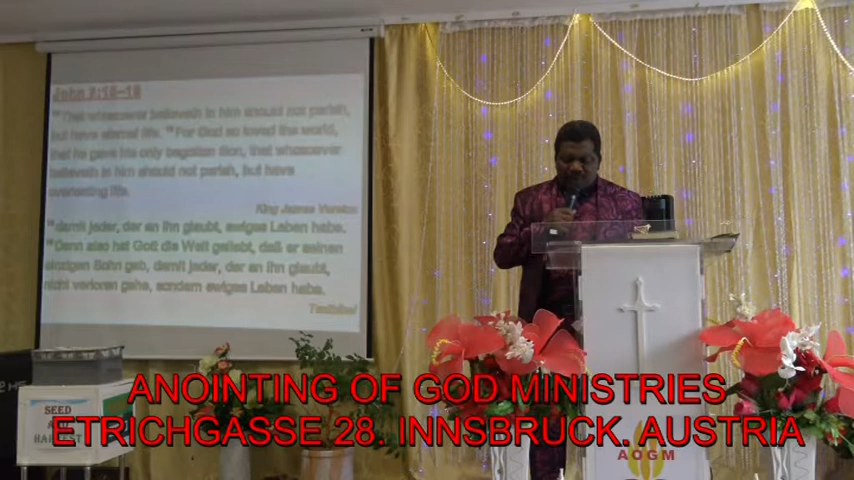 John 3:15-16
"That whosoever believeth in him should not perish,
but have eternal life. "For God so loved the world,
that he gave his only begotten Son, that whosoever
believeth in him should not perish, but have
everlasting life.
King James Version
"damit jeder, der an ihn glaubt, ewiges Leben habe.
"Denn also hat Gott die Welt geliebt, daß er seinen
einzigen Sohn gab, damit jeder, der an ihn glaubt,
nicht verloren gehe, sondern ewiges Leben habe.
SEED
HARVEST
ANOINTING OF GOD MINISTRIES
ETRICHGASSE 28. INNSBRUCK. AUSTRIA
AOGM